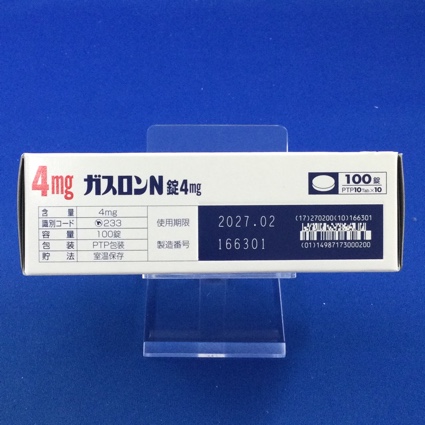 4mg ガスロンN錠4mg
100錠
PTP10Tab.×10
含量 4mg
識別コード 233
容量 100錠
包装 PTP包装
貯法 室温保存
使用期限 2027.02
製造番号 166301
(17)270200(10)166301
(01)14987173000200